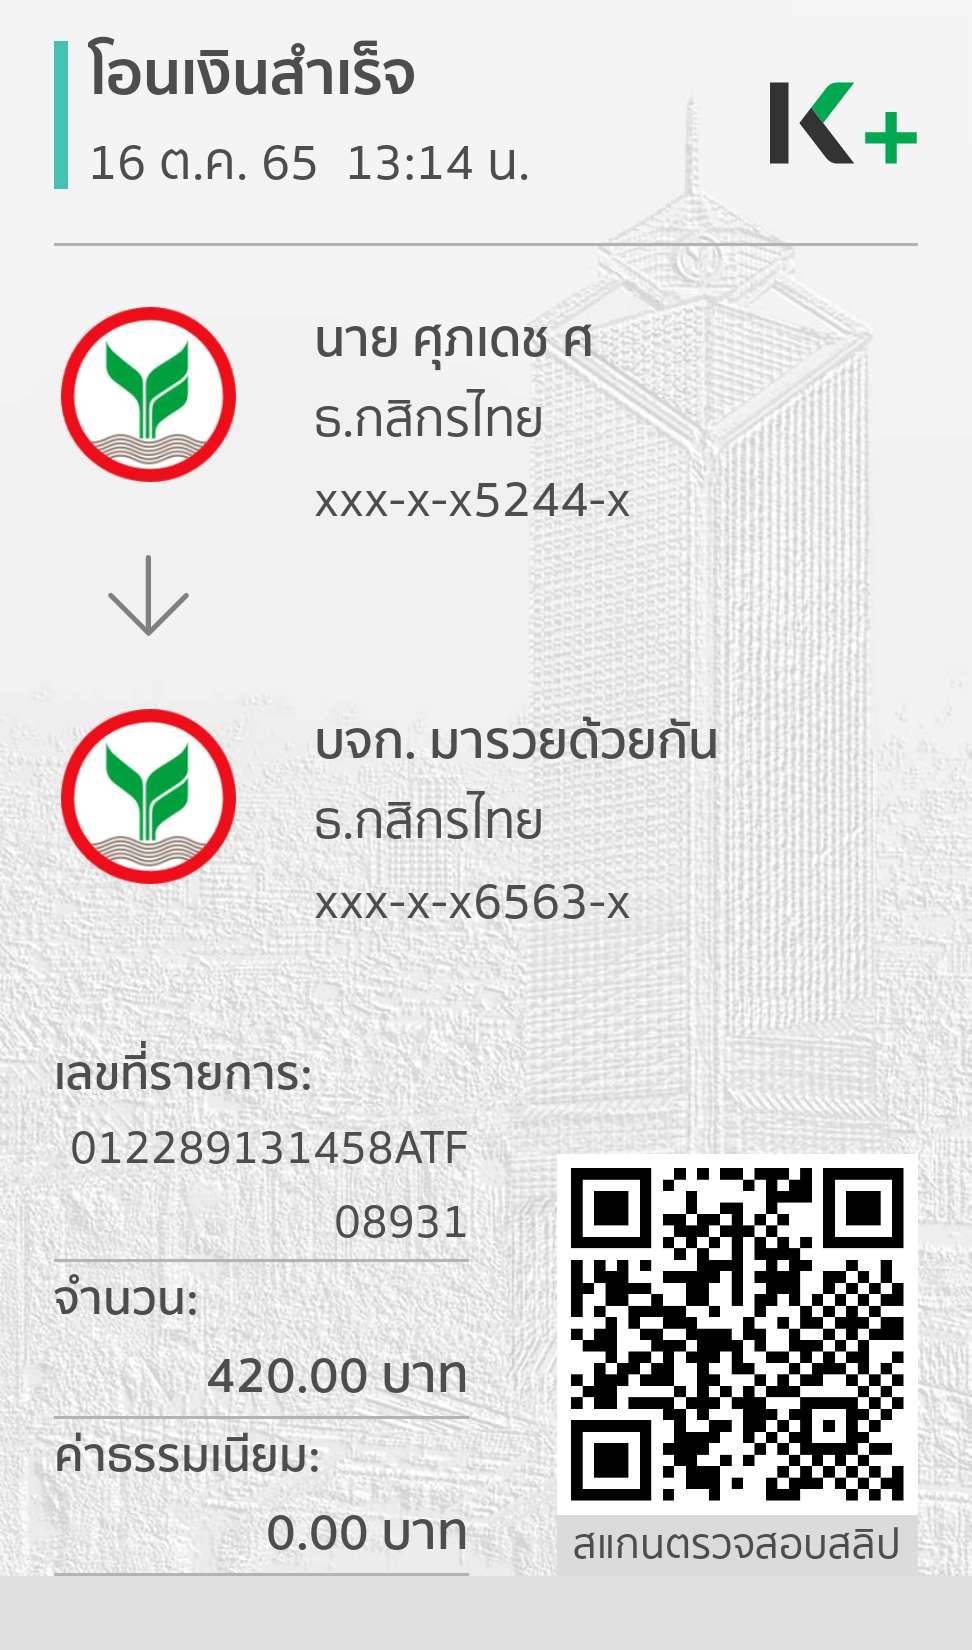 โอนเงินสำเร็จ
16 ต.ค. 65  13:14 น.
K+
นาย ศุภเดช ศ
ธ.กสิกรไทย
xxx-x-x5244-x
บจก. มารวยด้วยกัน
ธ.กสิกรไทย
xxx-x-x6563-x
เลขที่รายการ:
012289131458ATF
08931
จำนวน:
420.00 บาท
ค่าธรรมเนียม:
0.00 บาท
สแกนตรวจสอบสลิป